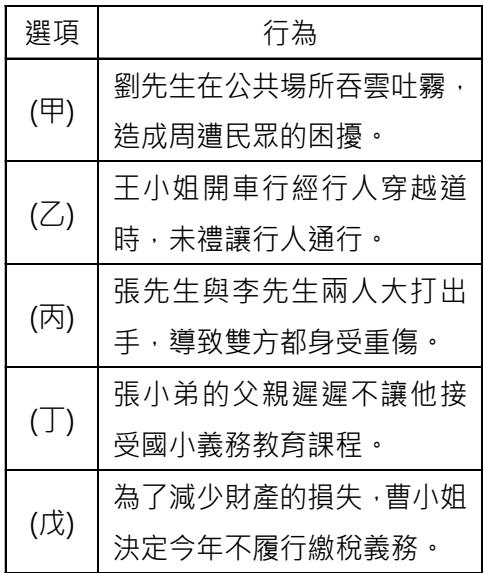 選項 行為
(甲) 劉先生在公共場所吞雲吐霧，
造成周遭民眾的困擾。
(乙) 王小姐開車行經行人穿越道
時，未禮讓行人通行。
(丙) 張先生與李先生兩人大打出
手，導致雙方都身受重傷。
(丁) 張小弟的父親遲遲不讓他接
受國小義務教育課程。
(戊) 為了減少財產的損失，曹小姐
決定今年不履行繳稅義務。